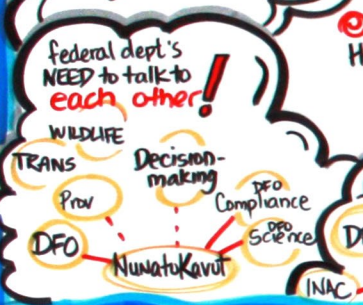 federal dept's
NEED to talk to
each other!
WILDLIFE
TRANS
Decision-
making
Prov
DFO
Compliance
DFO
Science
DFO
NunatuKavut
INAC